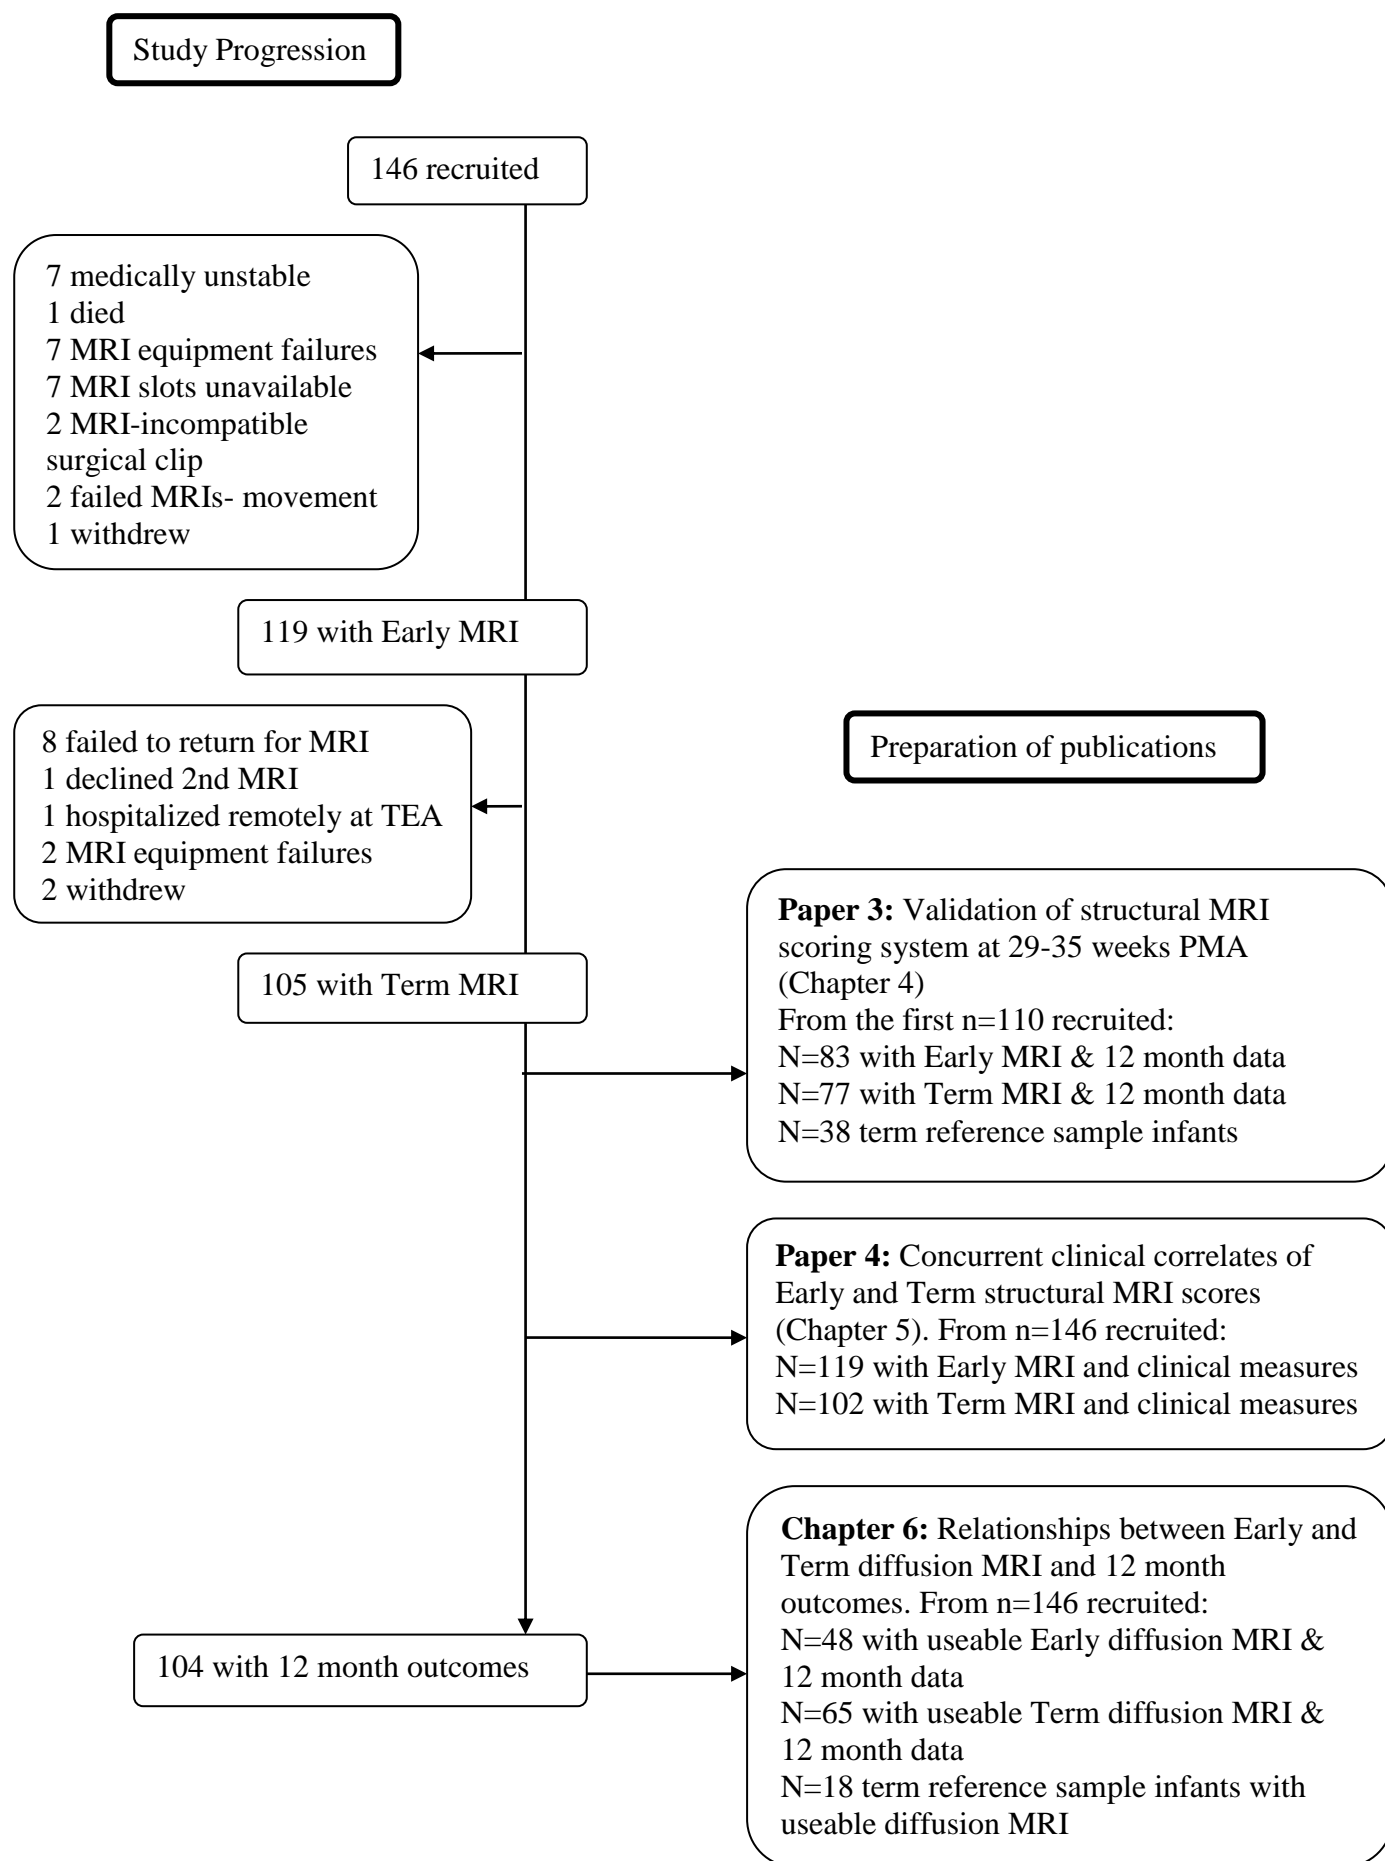 Study Progression
146 recruited
7 medically unstable
1 died
7 MRI equipment failures
7 MRI slots unavailable
2 MRI-incompatible
surgical clip
2 failed MRIs- movement
1 withdrew
119 with Early MRI
8 failed to return for MRI
1 declined 2nd MRI
1 hospitalized remotely at TEA
2 MRI equipment failures
2 withdrew
105 with Term MRI
104 with 12 month outcomes
Preparation of publications
Paper 3: Validation of structural MRI
scoring system at 29-35 weeks PMA
(Chapter 4)
From the first n=110 recruited:
N=83 with Early MRI & 12 month data
N=77 with Term MRI & 12 month data
N=38 term reference sample infants
Paper 4: Concurrent clinical correlates of
Early and Term structural MRI scores
(Chapter 5). From n=146 recruited:
N=119 with Early MRI and clinical measures
N=102 with Term MRI and clinical measures
Chapter 6: Relationships between Early and
Term diffusion MRI and 12 month
outcomes. From n=146 recruited:
N=48 with useable Early diffusion MRI &
12 month data
N=65 with useable Term diffusion MRI &
12 month data
N=18 term reference sample infants with
useable diffusion MRI